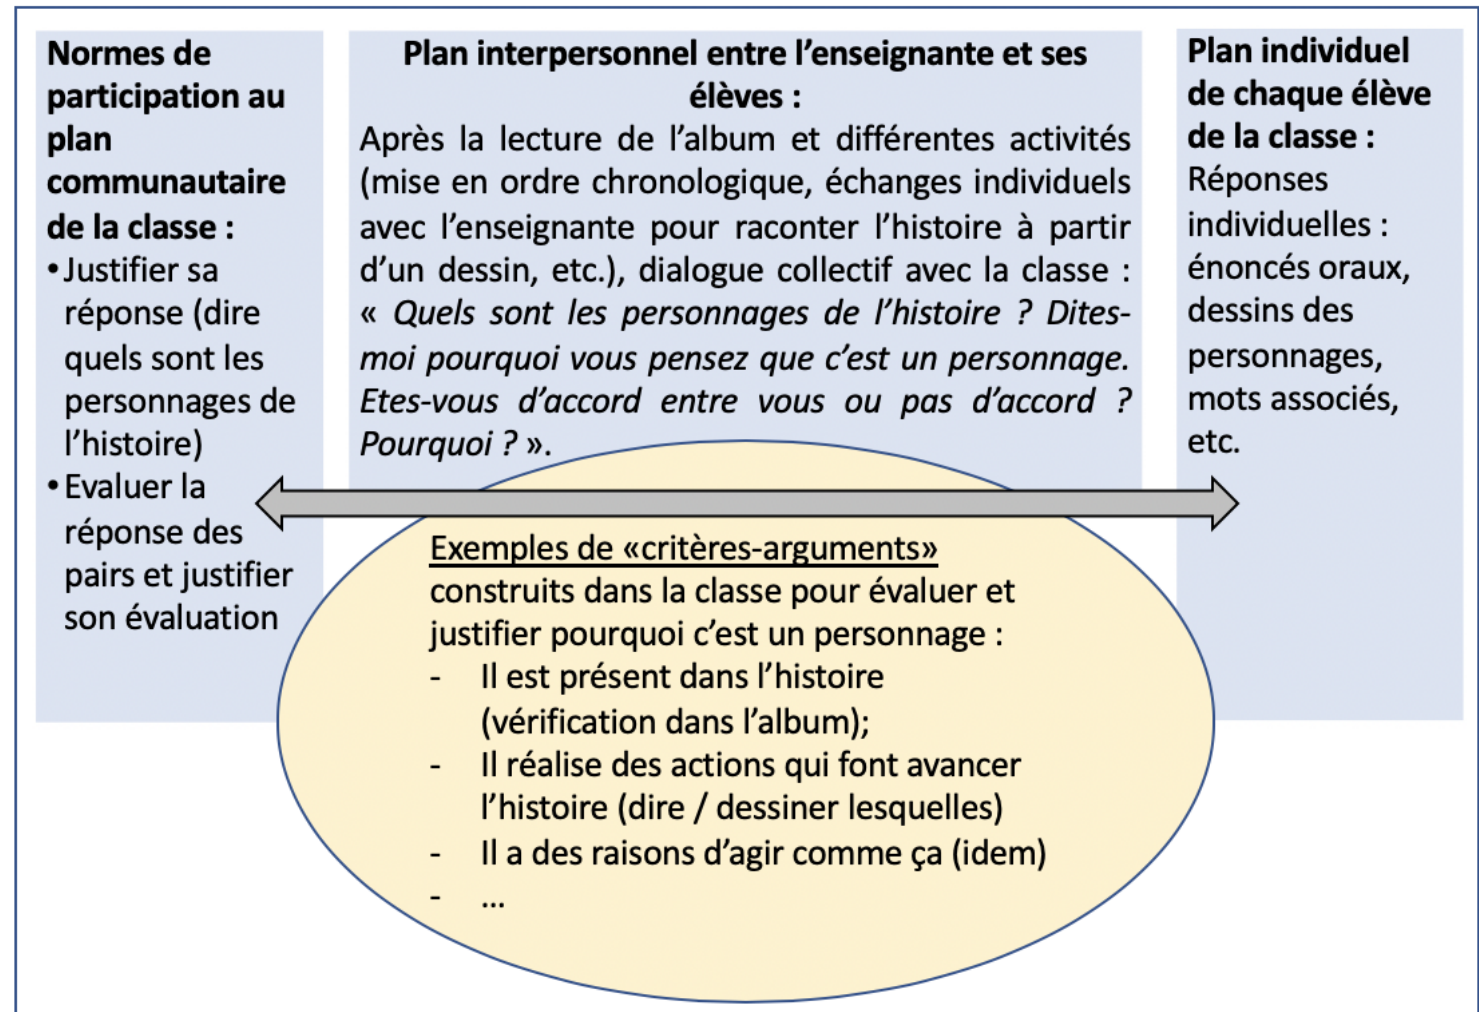 Normes de
participation au
plan
communautaire
de la classe :
• Justifier sa
réponse (dire
quels sont les
personnages de
l’histoire)
• Evaluer la
réponse des
pairs et justifier
son évaluation
Plan interpersonnel entre l’enseignante et ses
élèves :
Après la lecture de l’album et différentes activités
(mise en ordre chronologique, échanges individuels
avec l’enseignante pour raconter l’histoire à partir
d’un dessin, etc.), dialogue collectif avec la classe :
« Quels sont les personnages de l’histoire ? Dites-
moi pourquoi vous pensez que c’est un personnage.
Etes-vous d’accord entre vous ou pas d’accord ?
Pourquoi ? ».
Plan individuel
de chaque élève
de la classe :
Réponses
individuelles :
énoncés oraux,
dessins des
personnages,
mots associés,
etc.
Exemples de «critères-arguments»
construits dans la classe pour évaluer et
justifier pourquoi c’est un personnage :
- Il est présent dans l’histoire
(vérification dans l’album);
- Il réalise des actions qui font avancer
l’histoire (dire / dessiner lesquelles)
- Il a des raisons d’agir comme ça (idem)
- ...